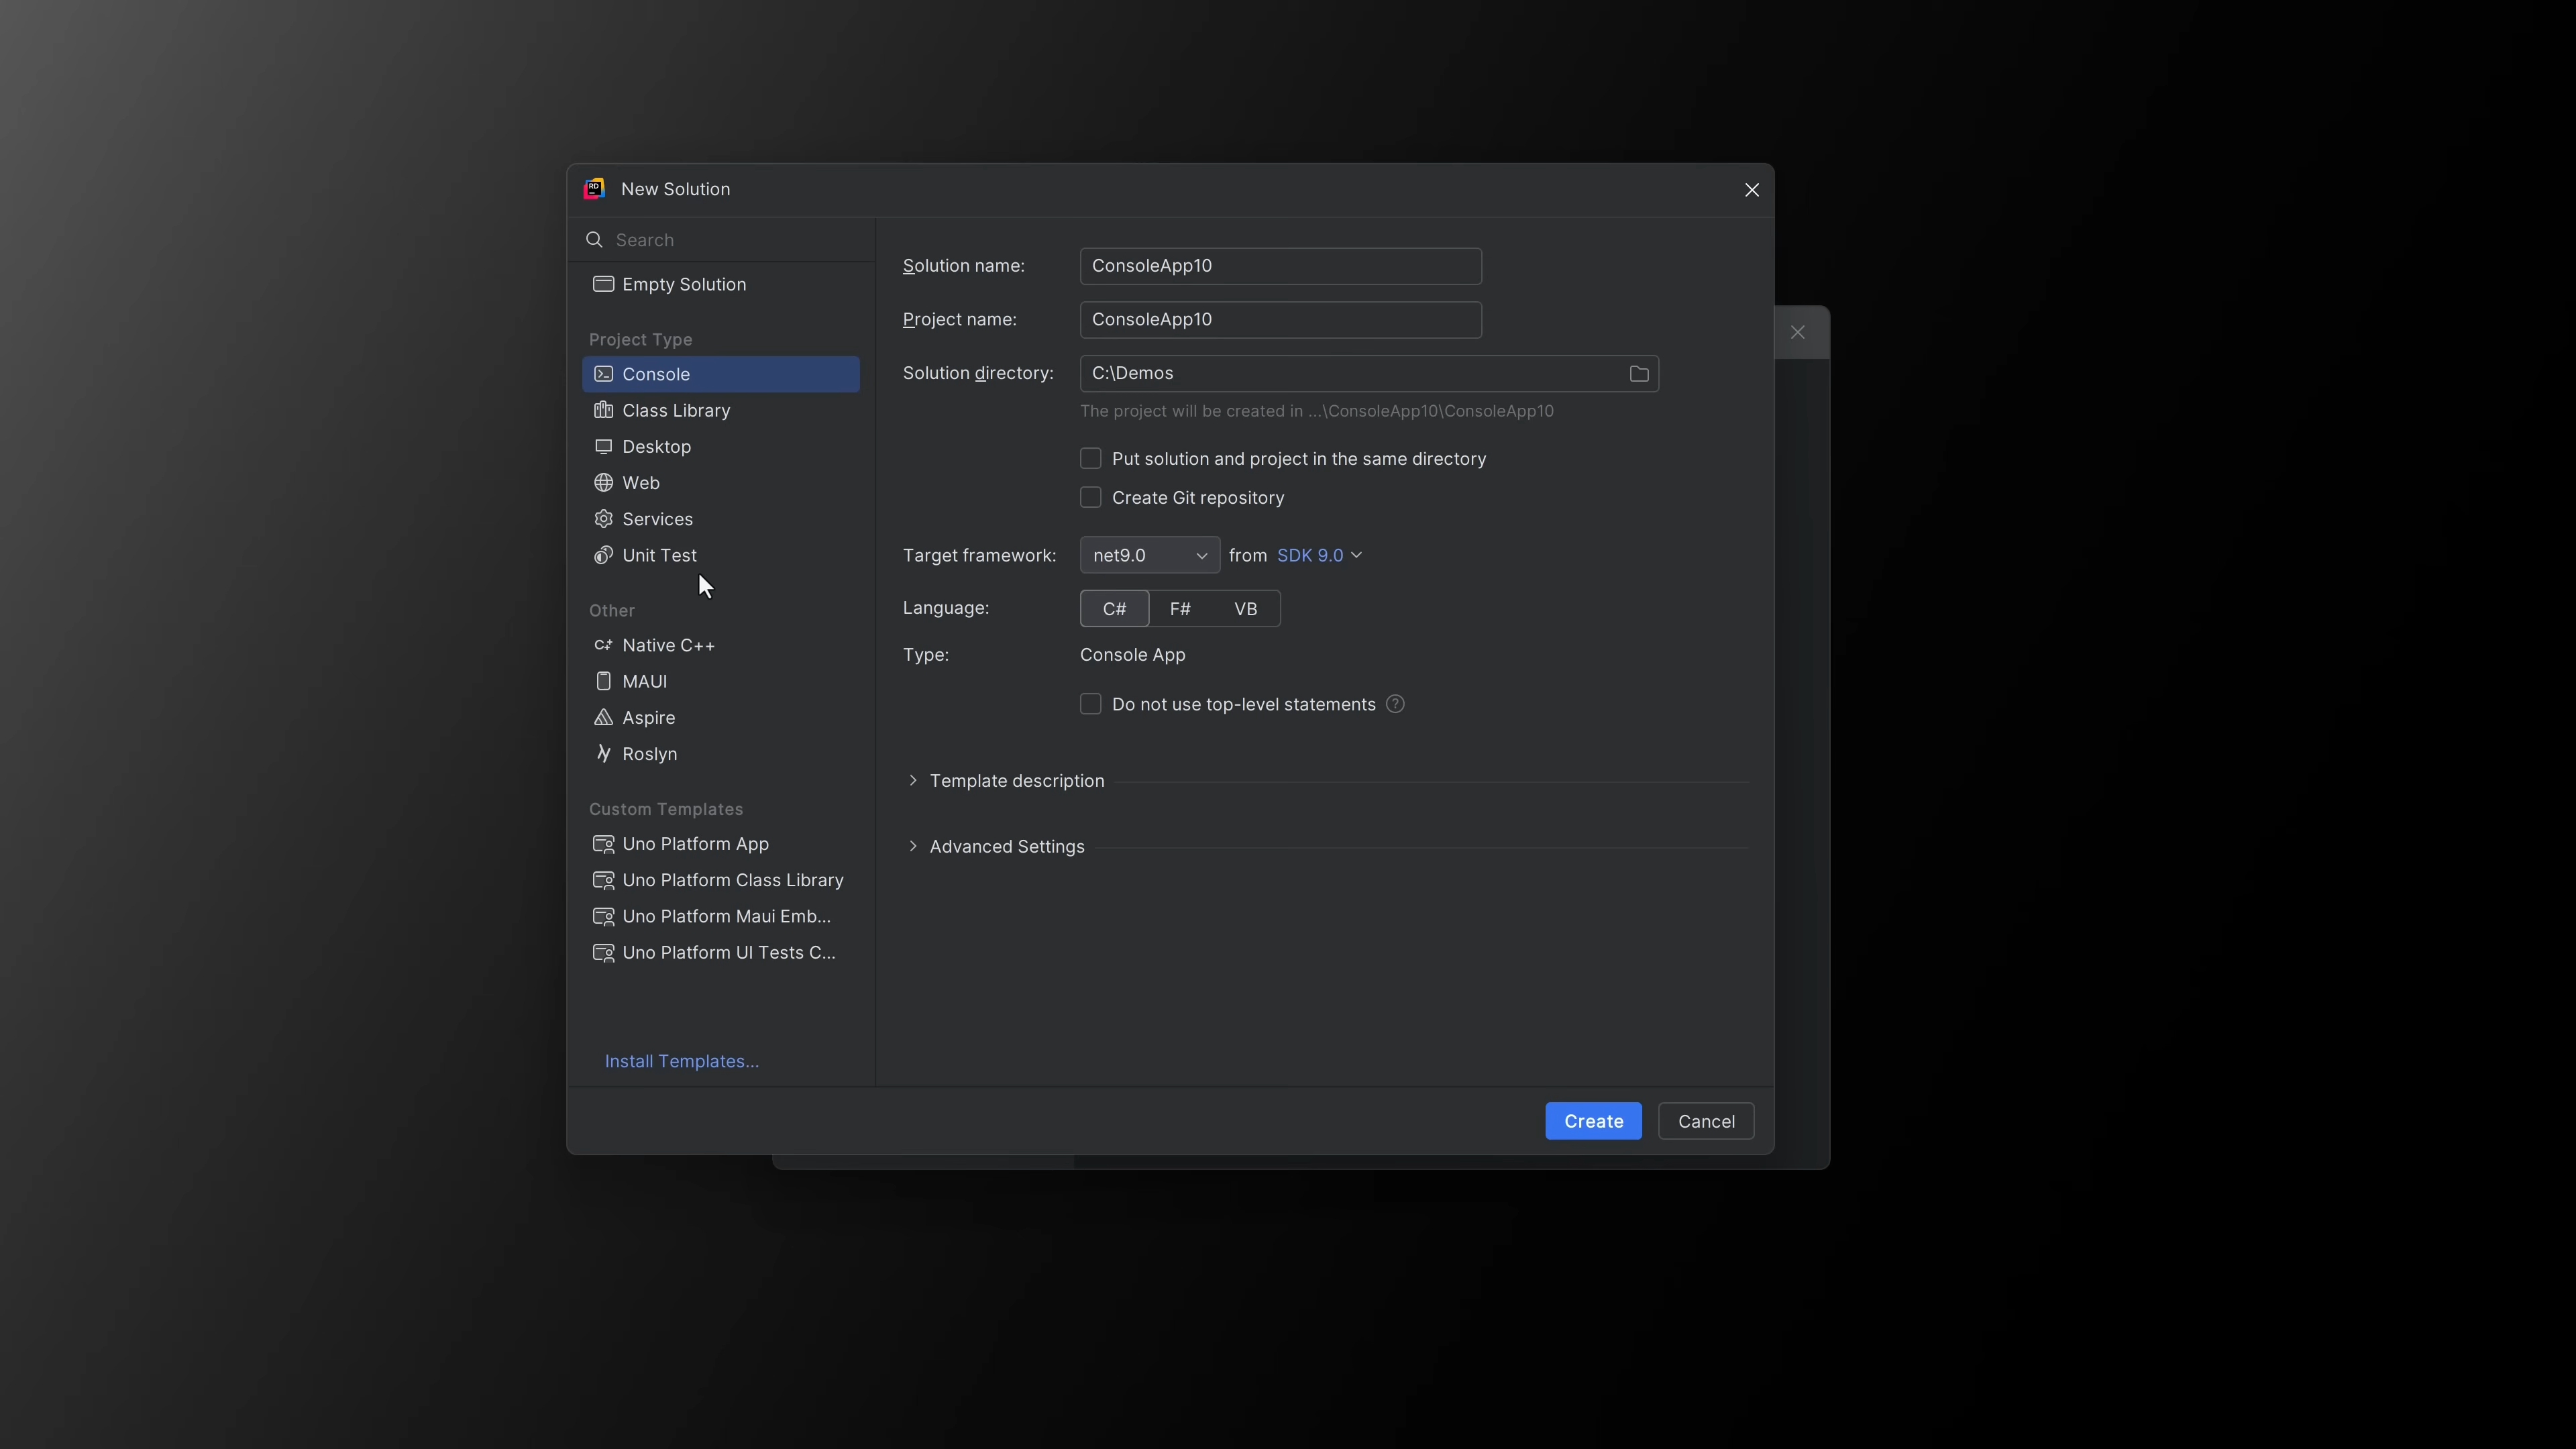 RD
New Solution
Search
Empty Solution
Project Type
Console
Class Library
Desktop
Web
Services
Unit Test
Other
C++ Native C++
MAUI
Aspire
Roslyn
Custom Templates
Uno Platform App
Uno Platform Class Library
Uno Platform Maui Emb...
Uno Platform UI Tests C...
Install Templates...
Solution name: ConsoleApp10
Project name: ConsoleApp10
Solution directory: C:\Demos
The project will be created in ...\ConsoleApp10\ConsoleApp10
Put solution and project in the same directory
Create Git repository
Target framework: net9.0 from SDK 9.0
Language: C# F# VB
Type: Console App
Do not use top-level statements ?
Template description
Advanced Settings
Create Cancel